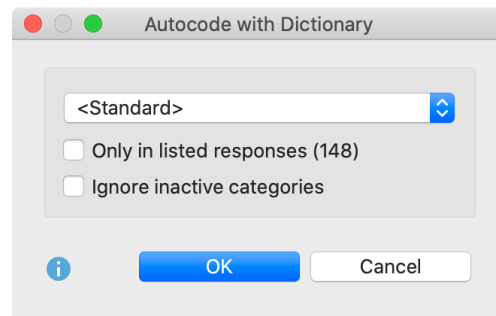 Autocode with Dictionary
<Standard>
Only in listed responses (148)
Ignore inactive categories
OK
Cancel